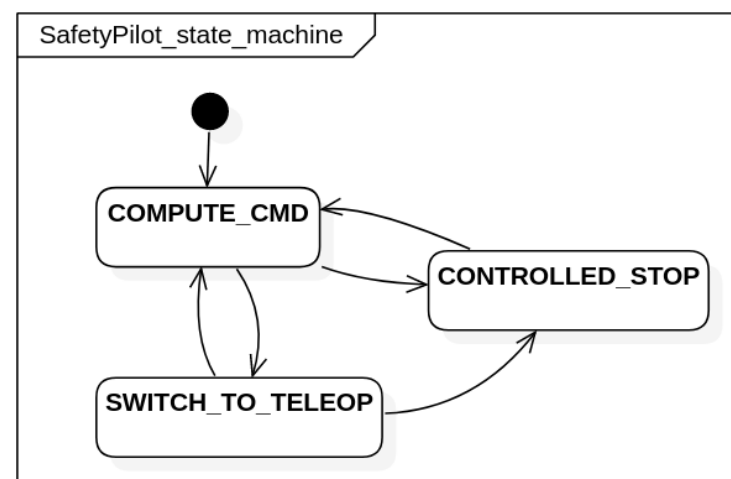 SafetyPilot_state_machine
COMPUTE_CMD
CONTROLLED_STOP
SWITCH_TO_TELEOP